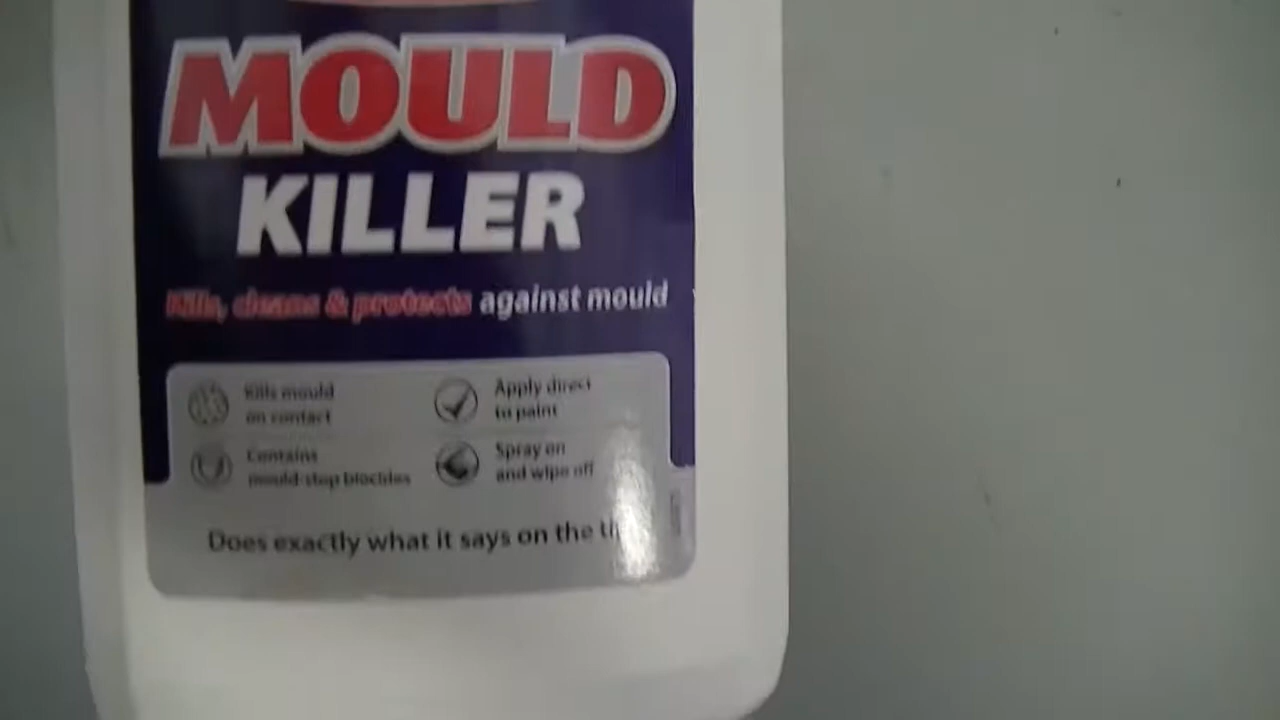 MOULD
KILLER
Kills, cleans & protects against mould
Kills mould
on contact
Apply direct
to paint
Contains
mould-stop biocides
Spray on
and wipe off
Does exactly what it says on the